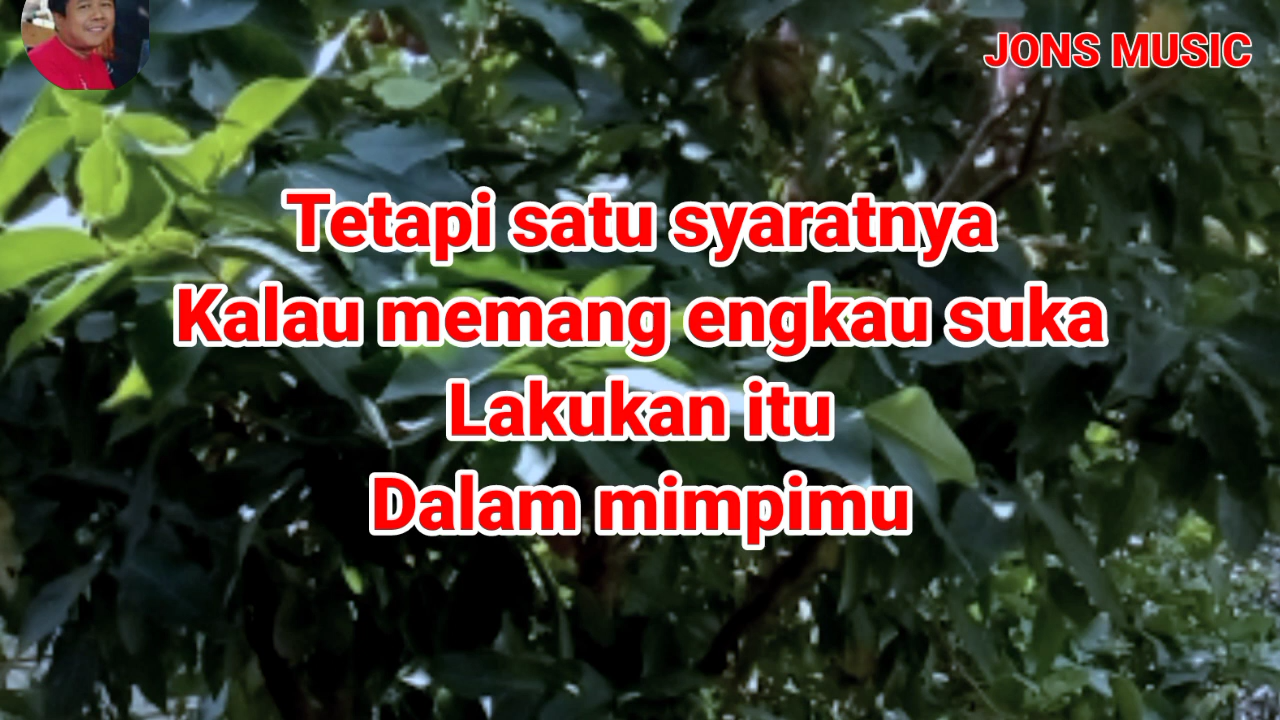 JONS MUSIC
Tetapi satu syaratnya
Kalau memang engkau suka
Lakukan itu
Dalam mimpimu